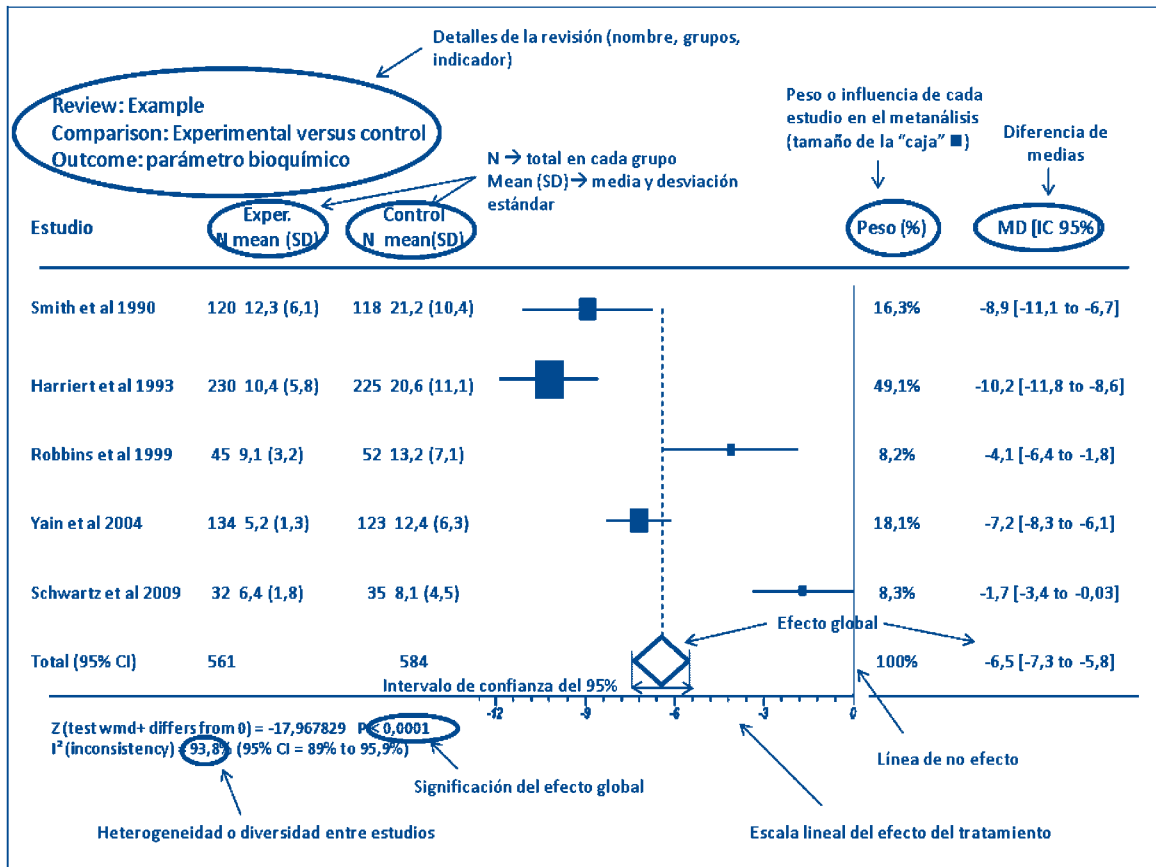 Detalles de la revisión (nombre, grupos,
indicador)
Review: Example
Comparison: Experimental versus control
Outcome: parámetro bioquímico
Peso o influencia de cada
estudio en el metanálisis
(tamaño de la "caja" ■)
Diferencia de
medias
N → total en cada grupo
Mean (SD) → media y desviación
estándar
Estudio
Exper.
N mean (SD)
Control
N mean(SD)
Peso (%)
MD [IC 95%)
Smith et al 1990 120 12,3 (6,1) 118 21,2 (10,4) 16,3% -8,9 [-11,1 to -6,7]
Harriert et al 1993 230 10,4 (5,8) 225 20,6 (11,1) 49,1% -10,2 [-11,8 to -8,6]
Robbins et al 1999 45 9,1 (3,2) 52 13,2 (7,1) 8,2% -4,1 [-6,4 to -1,8]
Yain et al 2004 134 5,2 (1,3) 123 12,4 (6,3) 18,1% -7,2 [-8,3 to -6,1]
Schwartz et al 2009 32 6,4 (1,8) 35 8,1 (4,5) 8,3% -1,7 [-3,4 to -0,03]
Efecto global
Total (95% CI) 561 584 100% -6,5 [-7,3 to -5,8]
Intervalo de confianza del 95%
-12 -9 -6 -3 0
Z (test wmd+ differs from 0) = -17,967829 P < 0,0001
I² (inconsistency) = 93,8% (95% CI = 89% to 95,9%)
Línea de no efecto
Significación del efecto global
Heterogeneidad o diversidad entre estudios
Escala lineal del efecto del tratamiento